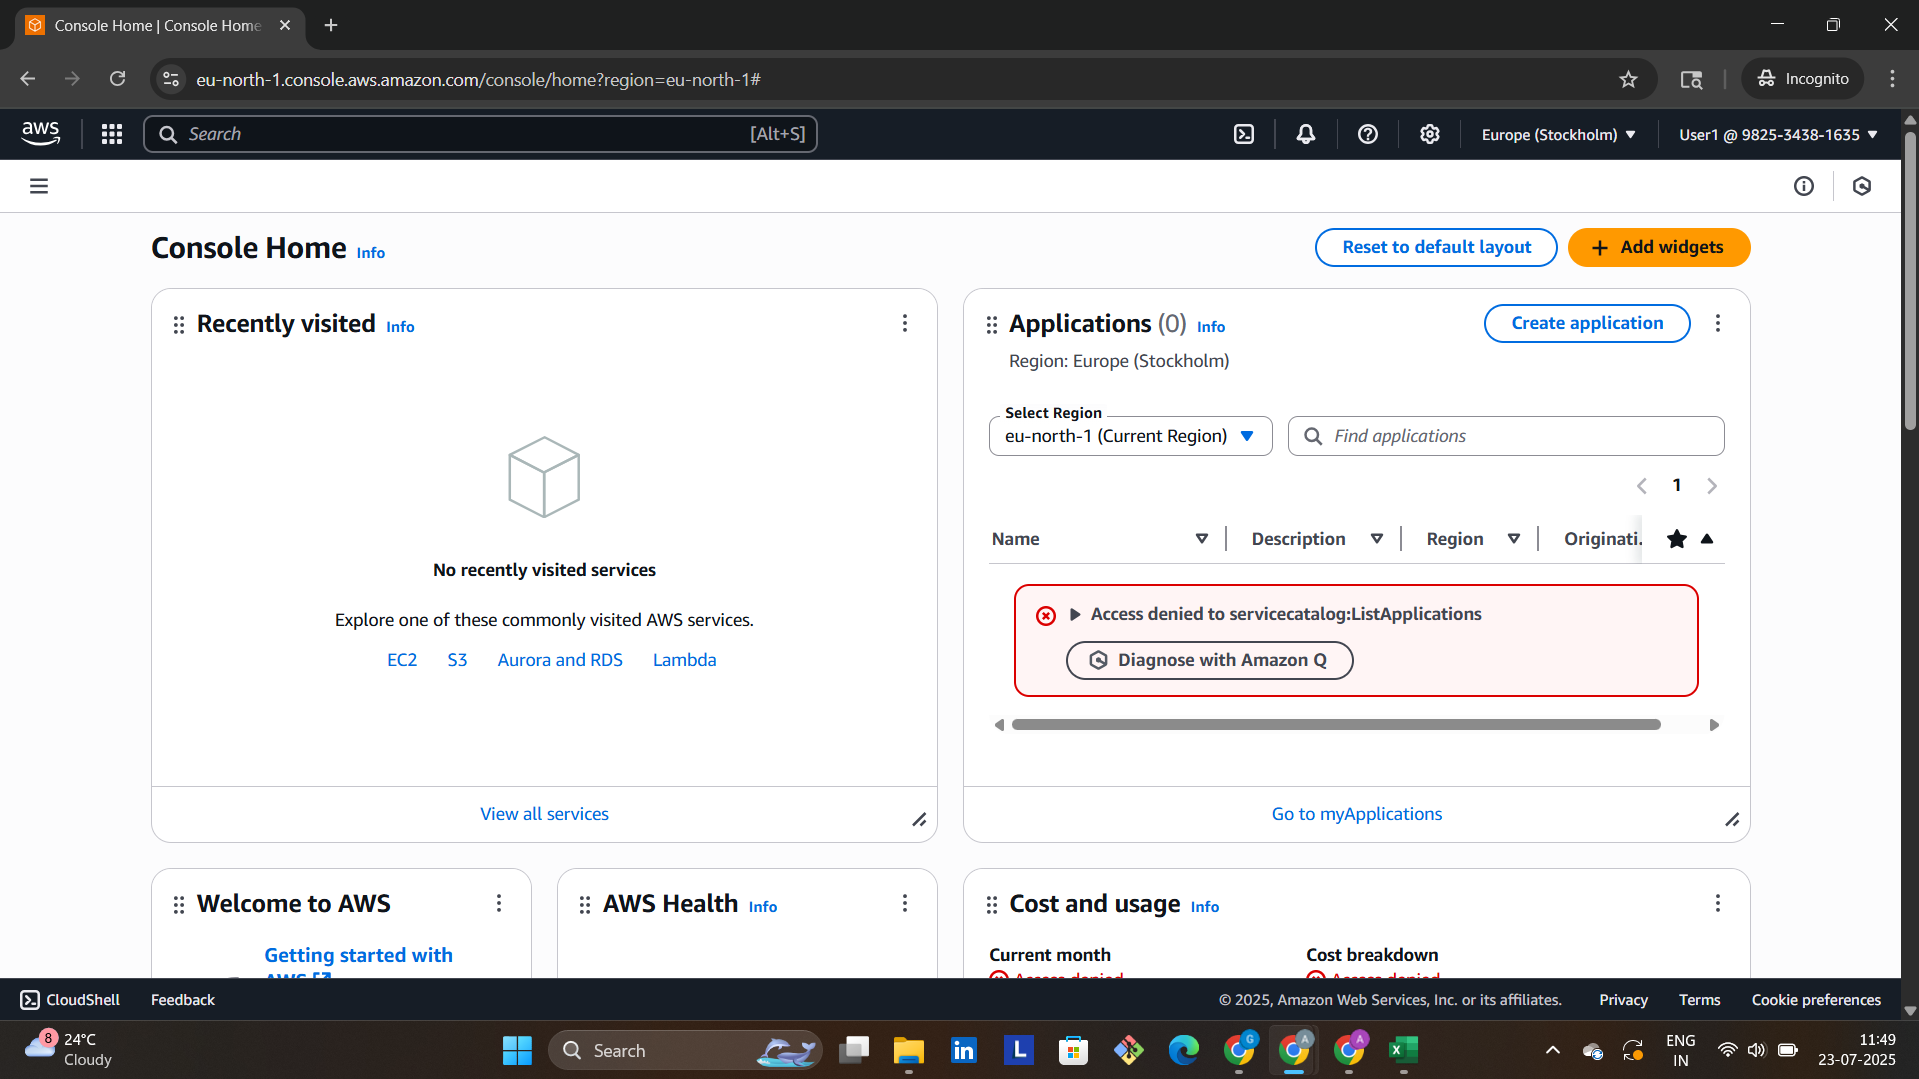 Console Home | Console Home
eu-north-1.console.aws.amazon.com/console/home?region=eu-north-1#
Incognito
aws
Search
[Alt+S]
Europe (Stockholm)
User1 @ 9825-3438-1635
Console Home Info
Reset to default layout
Add widgets
Recently visited Info
No recently visited services
Explore one of these commonly visited AWS services.
EC2 S3 Aurora and RDS Lambda
View all services
Applications (0) Info
Create application
Region: Europe (Stockholm)
Select Region
eu-north-1 (Current Region)
Find applications
1
Name Description Region Originati.
Access denied to servicecatalog:ListApplications
Diagnose with Amazon Q
Go to myApplications
Welcome to AWS
Getting started with
AWS
AWS Health Info
Cost and usage Info
Current month
Access denied
Cost breakdown
Access denied
CloudShell Feedback
© 2025, Amazon Web Services, Inc. or its affiliates. Privacy Terms Cookie preferences
8
24°C
Cloudy
Search
in
L
G
A
A
X
ENG
IN
11:49
23-07-2025